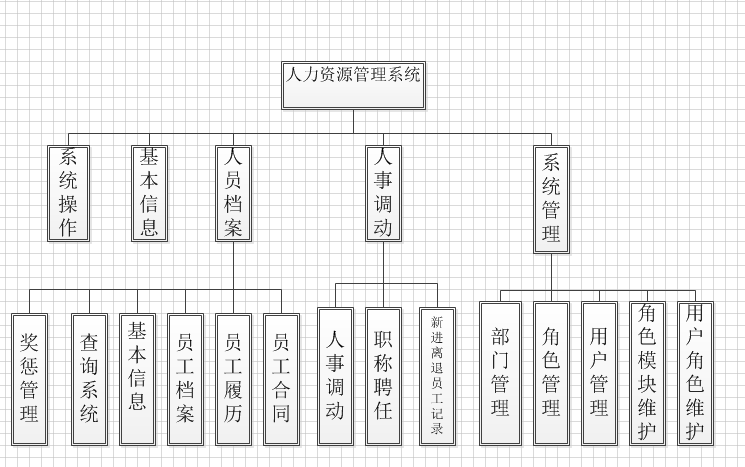 人力资源管理系统
系统操作
基本信息
人员档案
人事调动
系统管理
奖惩管理
查询系统
基本信息
员工档案
员工履历
员工合同
人事调动
职称聘任
新进离退员工记录
部门管理
角色管理
用户管理
角色模块维护
用户角色维护